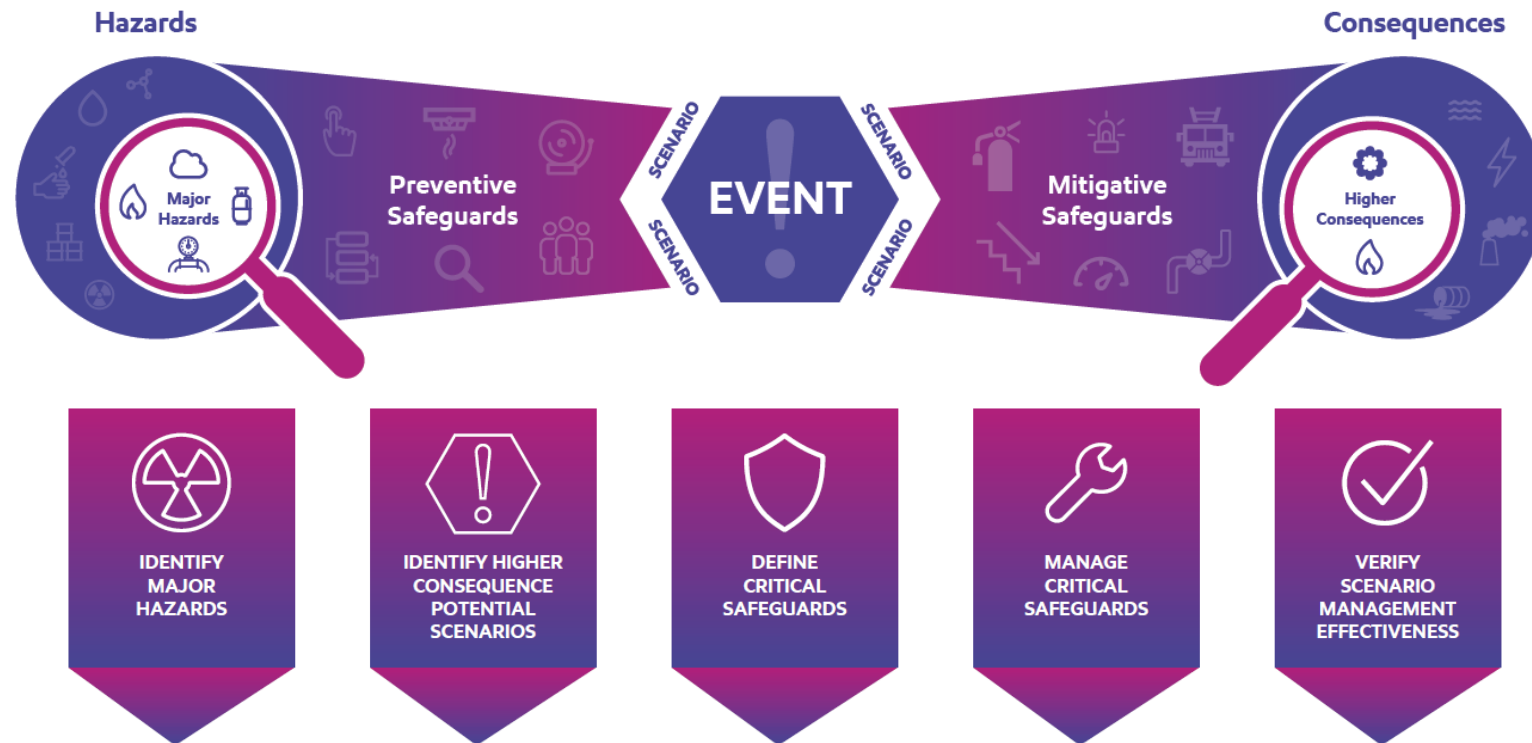 Hazards
Consequences
Major
Hazards
Preventive
Safeguards
SCENARIO
SCENARIO
EVENT
SCENARIO
SCENARIO
Mitigative
Safeguards
Higher
Consequences
IDENTIFY
MAJOR
HAZARDS
IDENTIFY HIGHER
CONSEQUENCE
POTENTIAL
SCENARIOS
DEFINE
CRITICAL
SAFEGUARDS
MANAGE
CRITICAL
SAFEGUARDS
VERIFY
SCENARIO
MANAGEMENT
EFFECTIVENESS